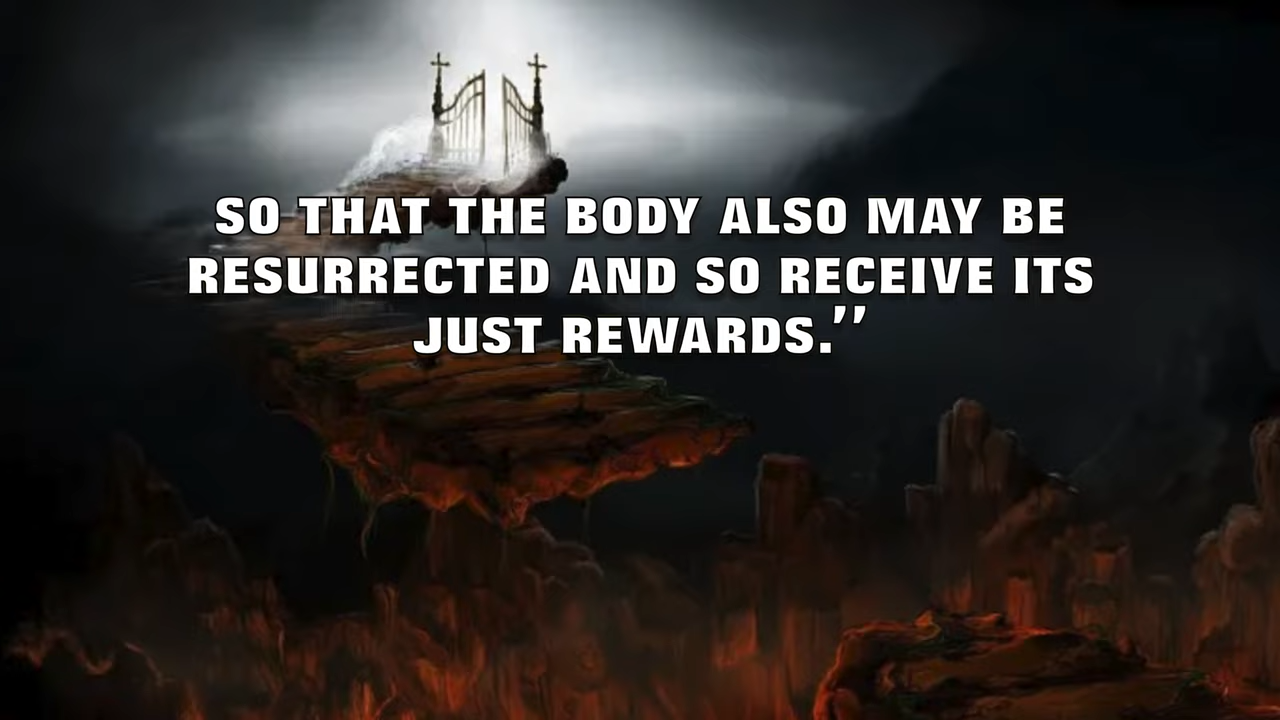 SO THAT THE BODY ALSO MAY BE
RESURRECTED AND SO RECEIVE ITS
JUST REWARDS.''